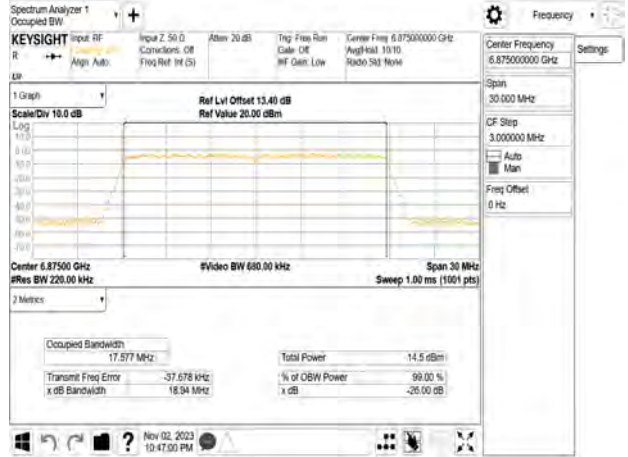 Spectrum Analyzer 1
Occupied BW
Frequency
KEYSIGHT
R
Input: RF
Align: Auto
Input Z: 50 Ω
Corrections: Off
Freq Ref: Int (S)
Atten: 20 dB
Trig: Free Run
Gate: Off
#IF Gain: Low
Center Freq: 6.875000000 GHz
Avg|Hold: 10/10
Radio Std: None
Center Frequency
6.875000000 GHz
Settings
Span
30.000 MHz
CF Step
3.000000 MHz
Auto
Man
Freq Offset
0 Hz
1 Graph
Scale/Div 10.0 dB
Ref Lvl Offset 13.40 dB
Ref Value 20.00 dBm
Log
10.0
Center 6.87500 GHz
#Video BW 680.00 kHz
Span 30 MHz
#Res BW 220.00 kHz
Sweep 1.00 ms (1001 pts)
2 Metrics
Occupied Bandwidth
17.577 MHz
Total Power
14.5 dBm
Transmit Freq Error
-37.678 kHz
% of OBW Power
99.00 %
x dB Bandwidth
18.94 MHz
x dB
-26.00 dB
?
Nov 02, 2023
10:47:00 PM